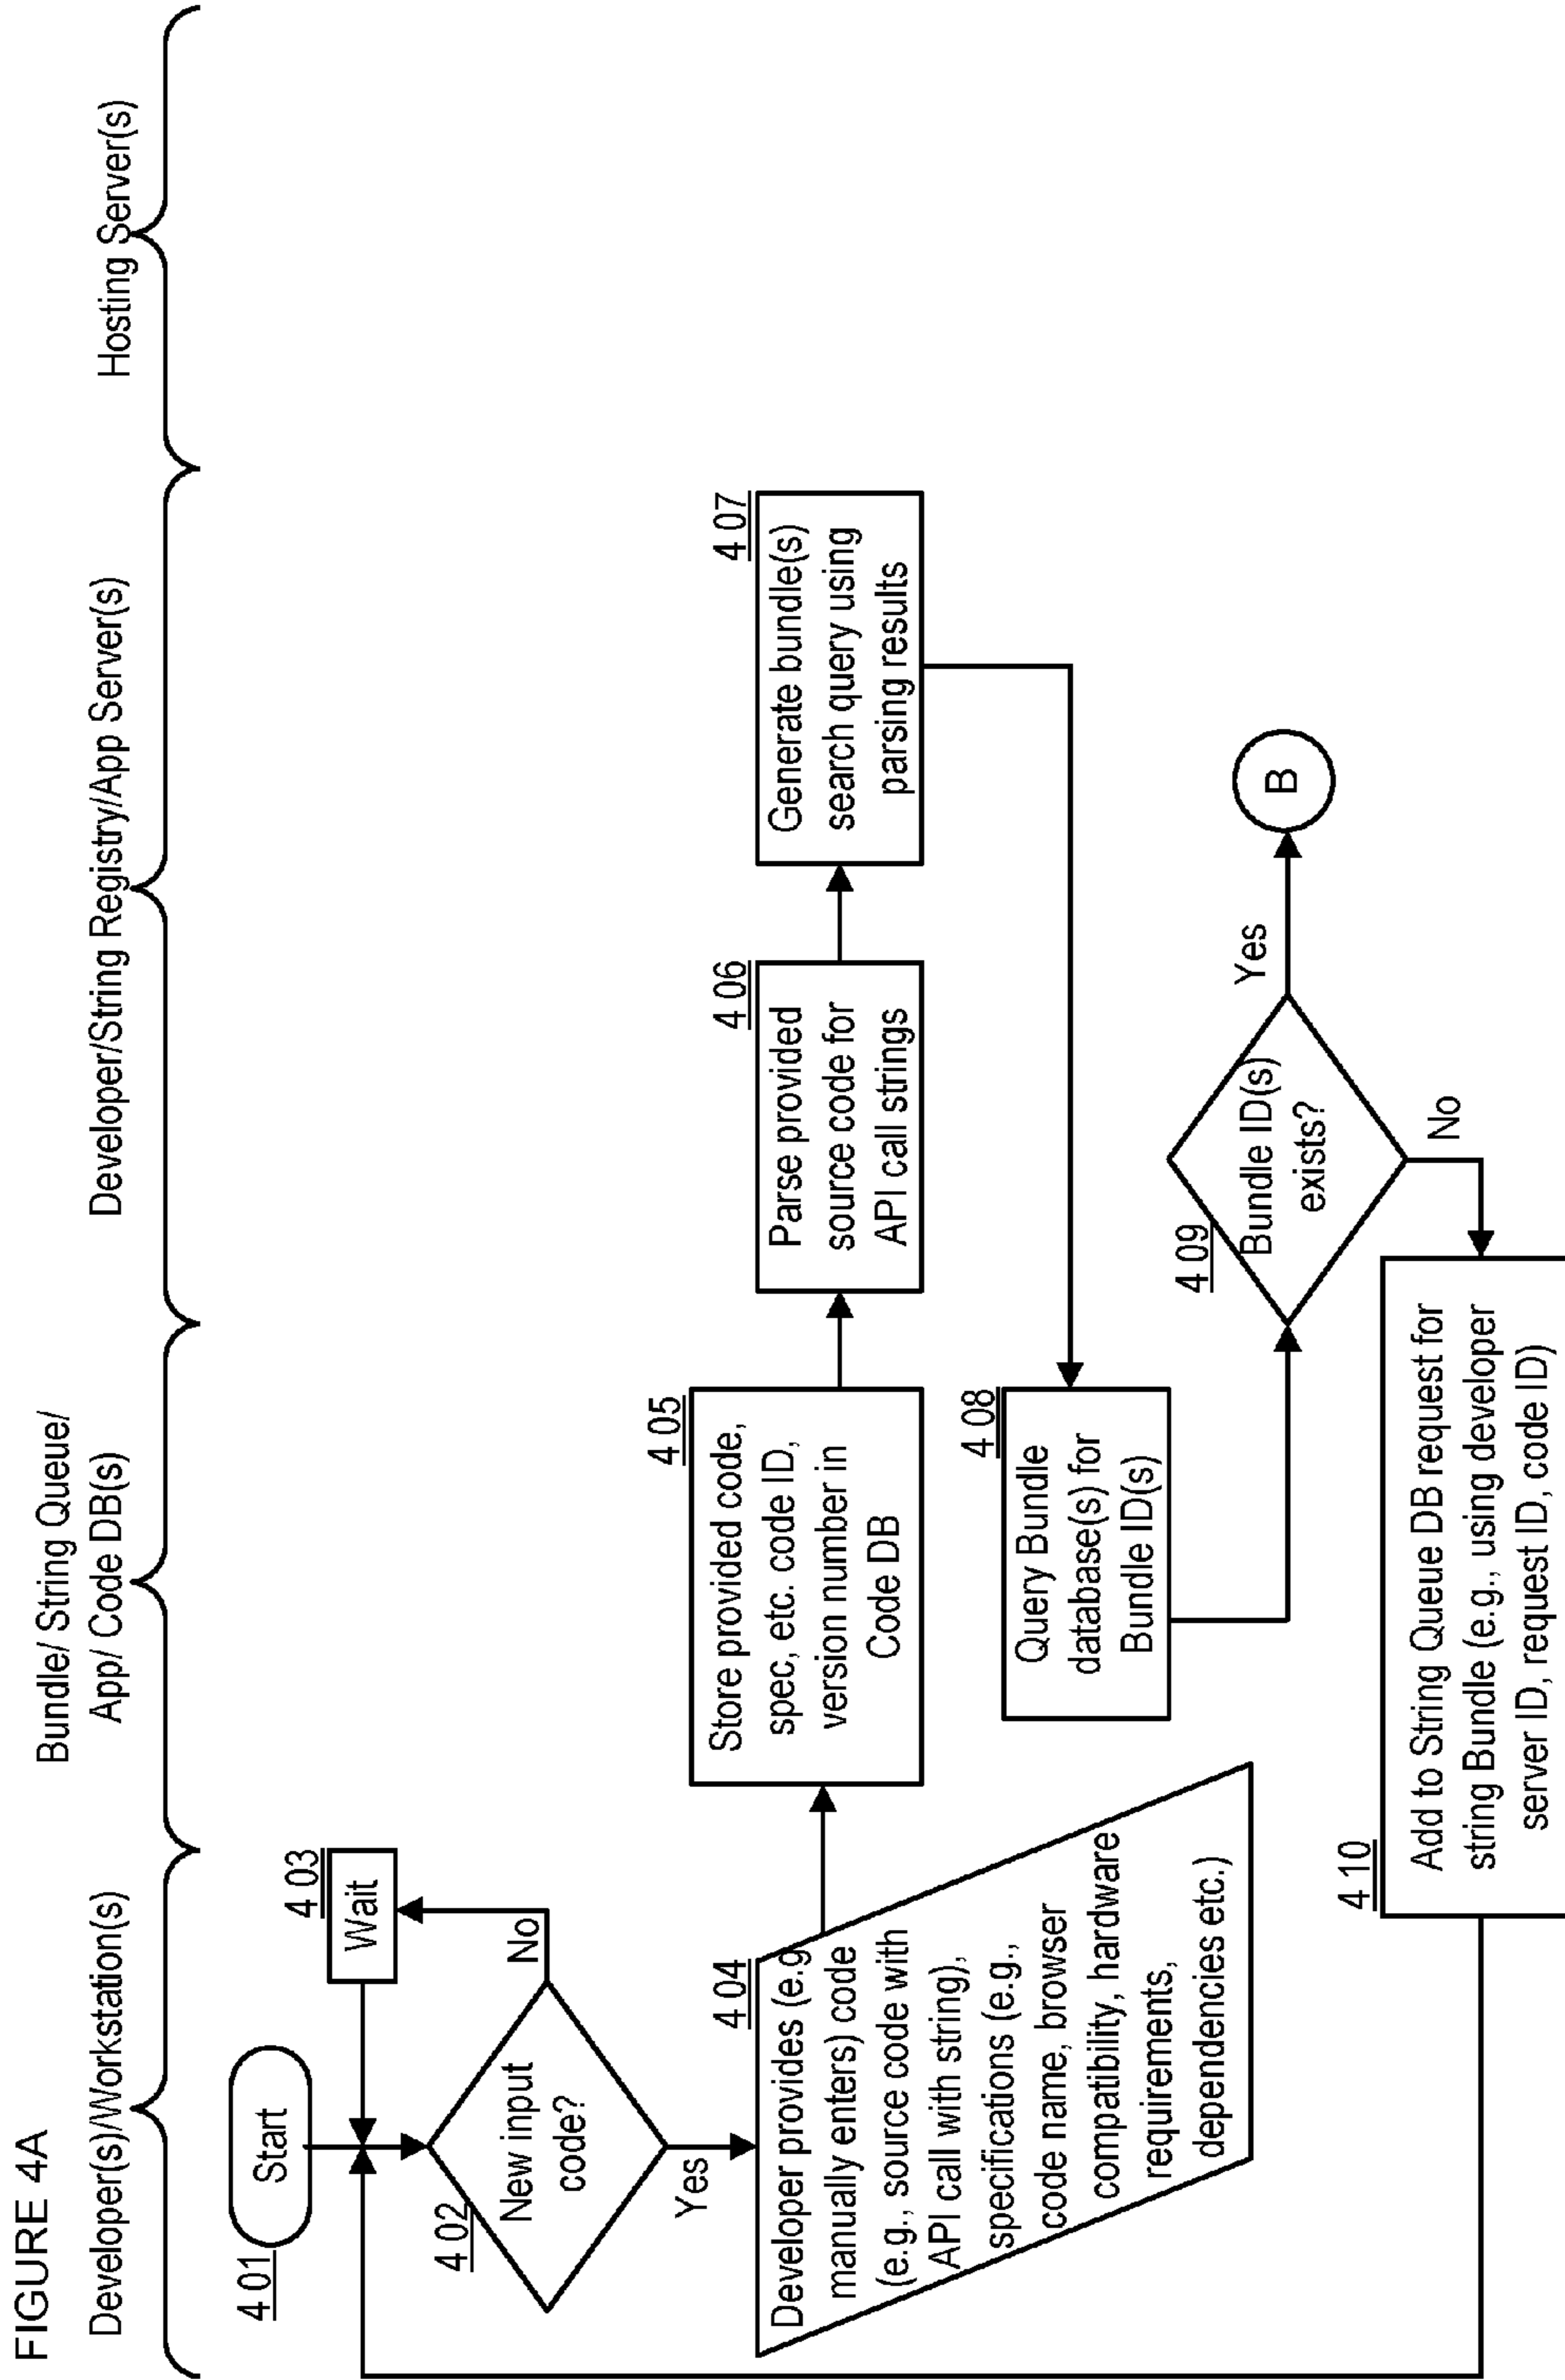 FIGURE 4A
Developer(s)/Workstation(s)
Bundle/ String Queue/
App/ Code DB(s)
Developer/String Registry/App Server(s)
Hosting Server(s)
4 01
Start
4 02
New input
code?
No
4 03
Wait
Yes
4 04
Developer provides (e.g
manually enters) code
(e.g., source code with
API call with string),
specifications (e.g.,
code name, browser
compatibility, hardware
requirements,
dependencies etc.)
4 05
Store provided code,
spec, etc. code ID,
version number in
Code DB
4 06
Parse provided
source code for
API call strings
4 07
Generate bundle(s)
search query using
parsing results
4 08
Query Bundle
database(s) for
Bundle ID(s)
4 09
Bundle ID(s)
exists?
Yes
B
No
4 10
Add to String Queue DB request for
string Bundle (e.g., using developer
server ID, request ID, code ID)